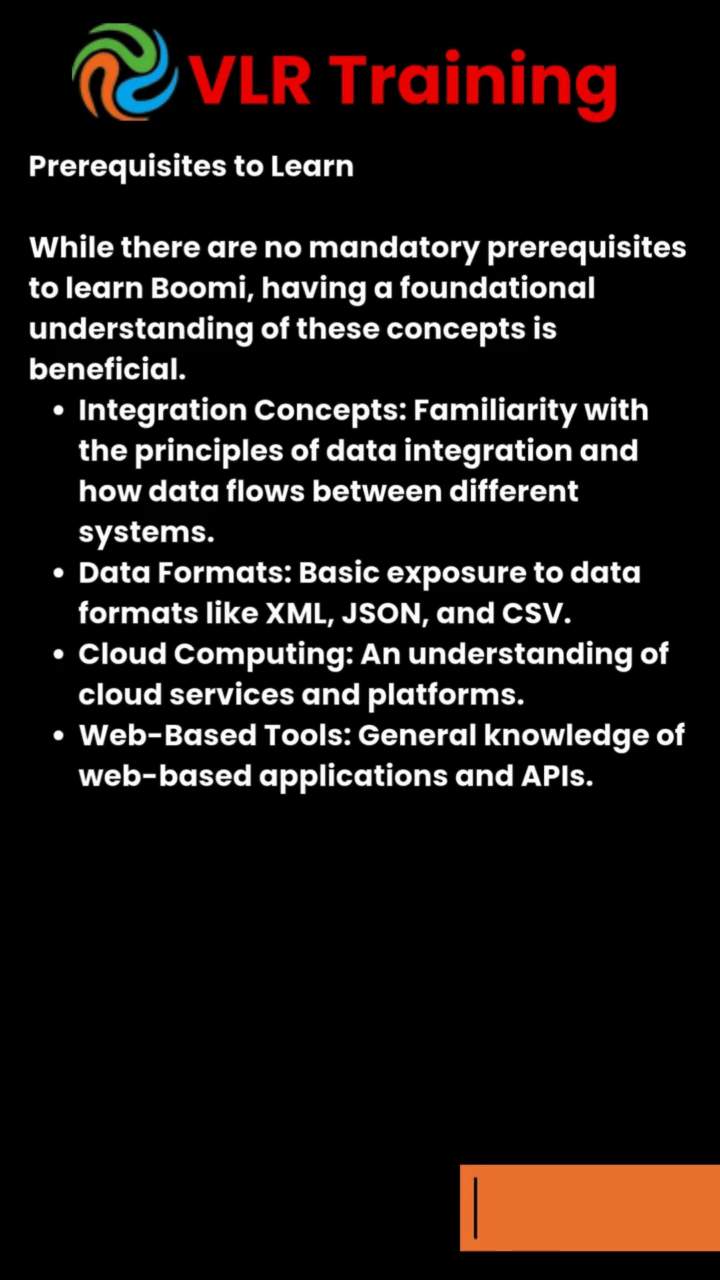 VLR Training
Prerequisites to Learn
While there are no mandatory prerequisites
to learn Boomi, having a foundational
understanding of these concepts is
beneficial.
• Integration Concepts: Familiarity with
the principles of data integration and
how data flows between different
systems.
• Data Formats: Basic exposure to data
formats like XML, JSON, and CSV.
• Cloud Computing: An understanding of
cloud services and platforms.
• Web-Based Tools: General knowledge of
web-based applications and APIs.